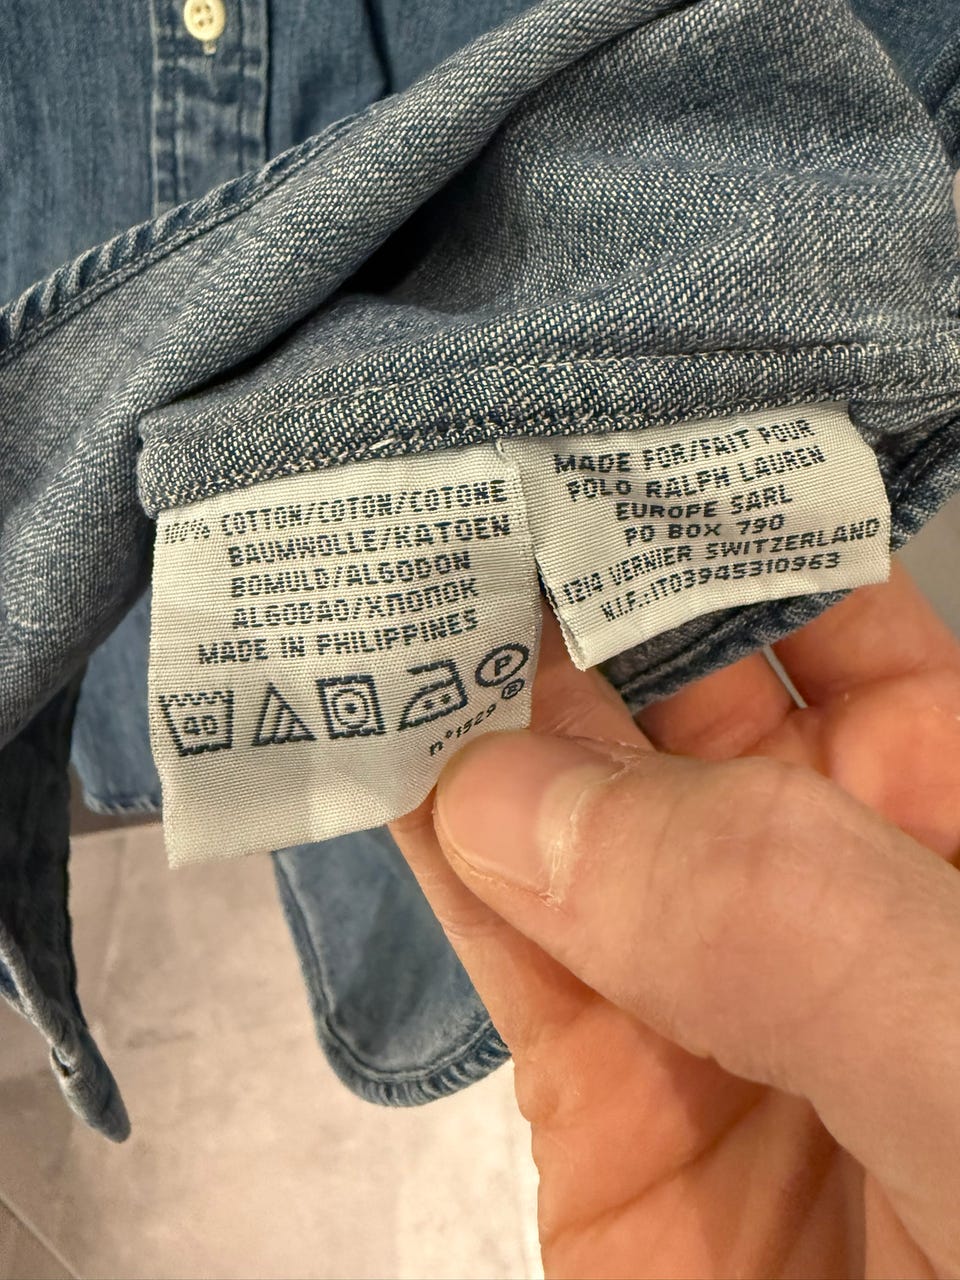 100% COTTON/COTON/COTONE
BAUMWOLLE/KATOEN
BOMULD/ALGODON
ALGODAO/ΧΠΟΠΟΚ
MADE IN PHILIPPINES
40
P
®
n°1529
MADE FOR/FAIT POUR
POLO RALPH LAUREN
EUROPE SARL
PO BOX 790
1214 VERNIER SWITZERLAND
N.I.F.:IT03945310963